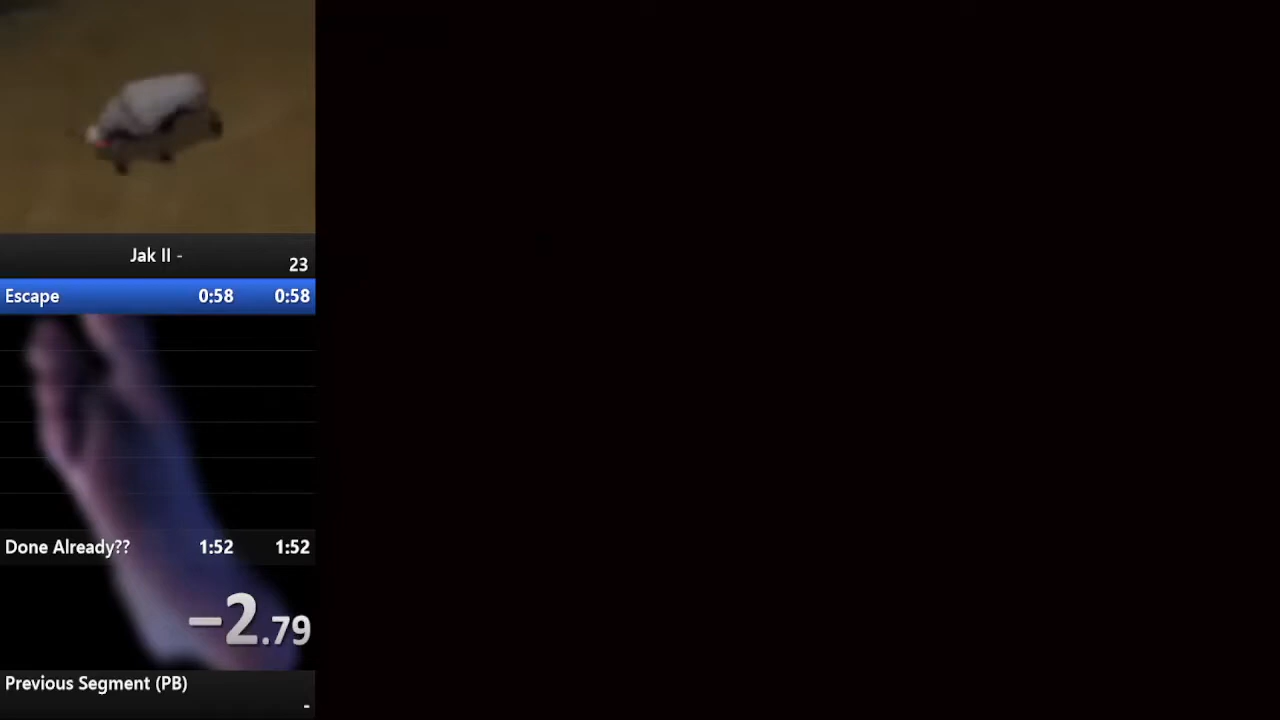 Jak II -
23
Escape 0:58 0:58
Done Already?? 1:52 1:52
−2.79
Previous Segment (PB)
-